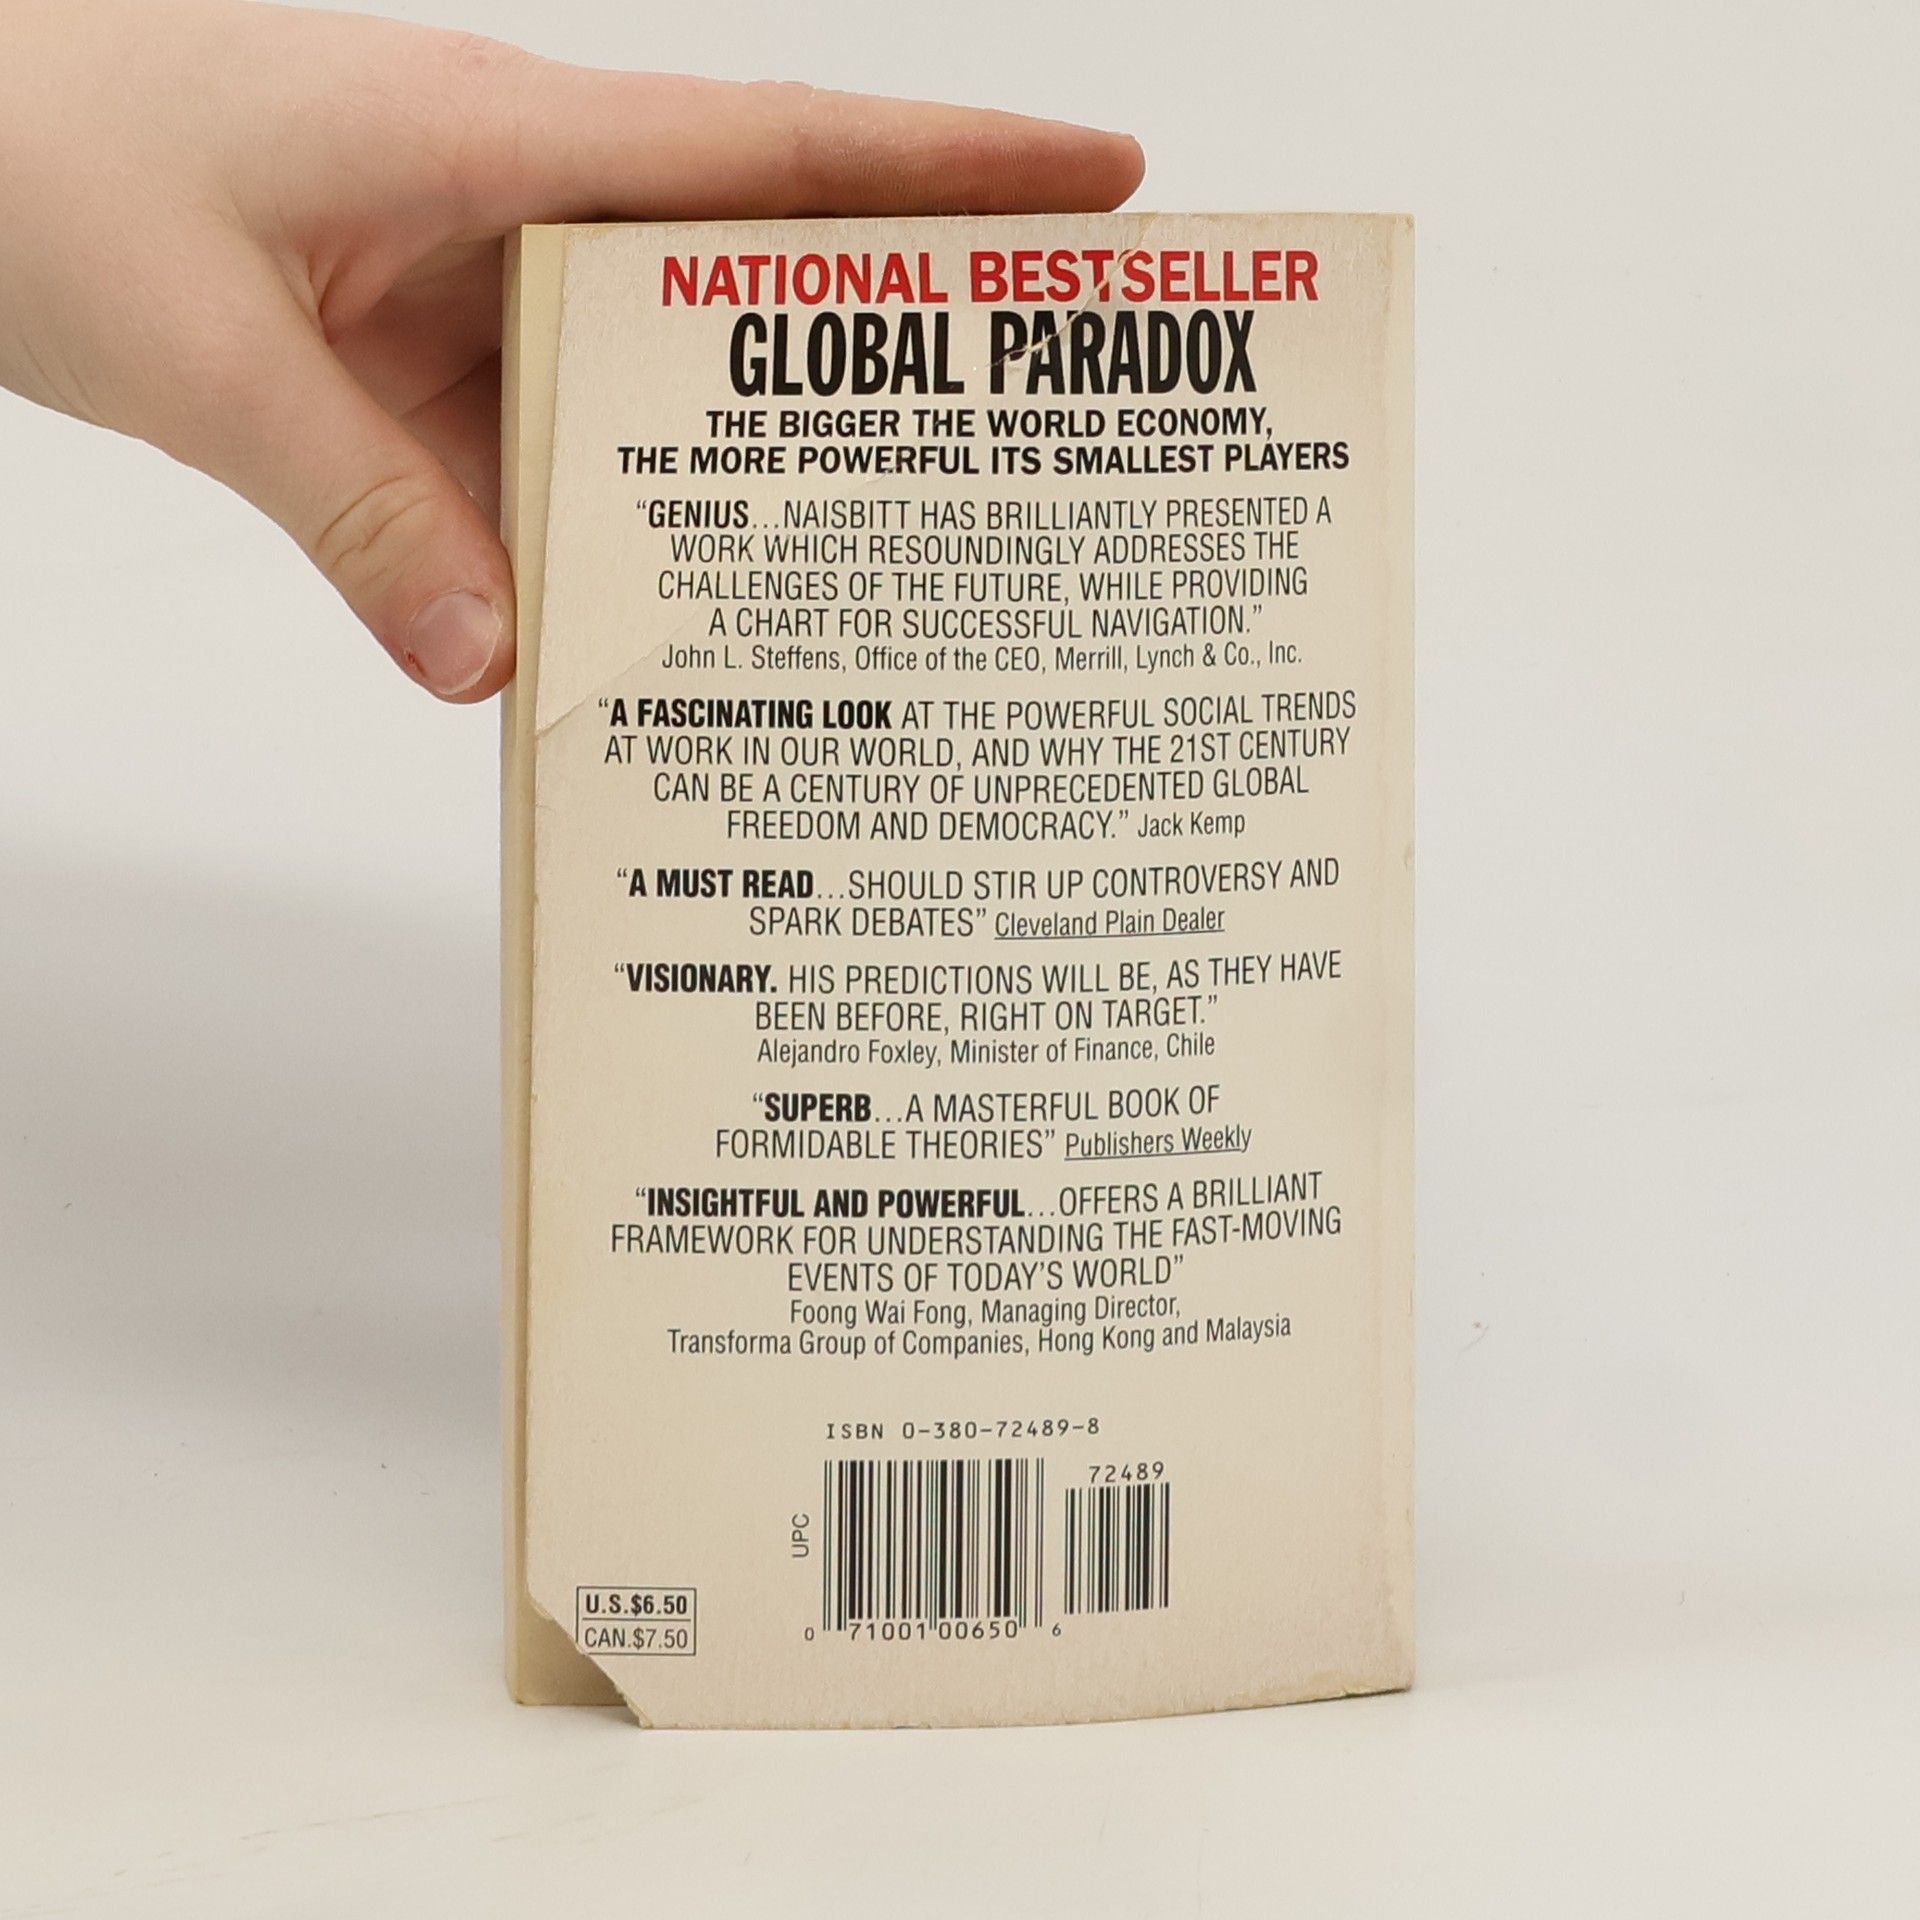 NATIONAL BESTSELLER
GLOBAL PARADOX
THE BIGGER THE WORLD ECONOMY,
THE MORE POWERFUL ITS SMALLEST PLAYERS
“GENIUS...NAISBITT HAS BRILLIANTLY PRESENTED A
WORK WHICH RESOUNDINGLY ADDRESSES THE
CHALLENGES OF THE FUTURE, WHILE PROVIDING
A CHART FOR SUCCESSFUL NAVIGATION.”
John L. Steffens, Office of the CEO, Merrill, Lynch & Co., Inc.
“A FASCINATING LOOK AT THE POWERFUL SOCIAL TRENDS
AT WORK IN OUR WORLD, AND WHY THE 21ST CENTURY
CAN BE A CENTURY OF UNPRECEDENTED GLOBAL
FREEDOM AND DEMOCRACY.” Jack Kemp
“A MUST READ...SHOULD STIR UP CONTROVERSY AND
SPARK DEBATES” Cleveland Plain Dealer
“VISIONARY. HIS PREDICTIONS WILL BE, AS THEY HAVE
BEEN BEFORE, RIGHT ON TARGET.”
Alejandro Foxley, Minister of Finance, Chile
“SUPERB...A MASTERFUL BOOK OF
FORMIDABLE THEORIES” Publishers Weekly
“INSIGHTFUL AND POWERFUL...OFFERS A BRILLIANT
FRAMEWORK FOR UNDERSTANDING THE FAST-MOVING
EVENTS OF TODAY’S WORLD”
Foong Wai Fong, Managing Director,
Transforma Group of Companies, Hong Kong and Malaysia
ISBN 0-380-72489-8
72489
UPC
0 71001 00650 6
U.S.$6.50
CAN.$7.50